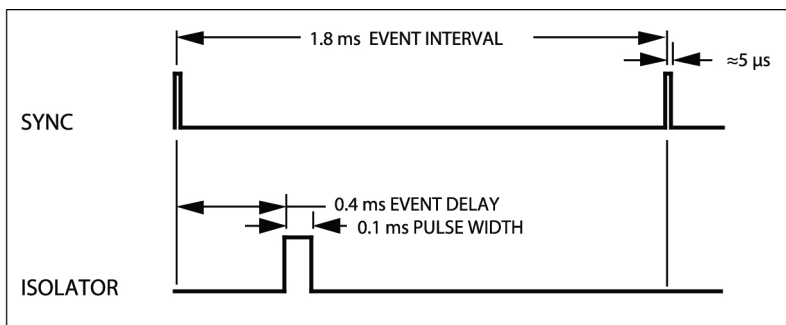 1.8 ms EVENT INTERVAL
≈5 µs
SYNC
0.4 ms EVENT DELAY
0.1 ms PULSE WIDTH
ISOLATOR